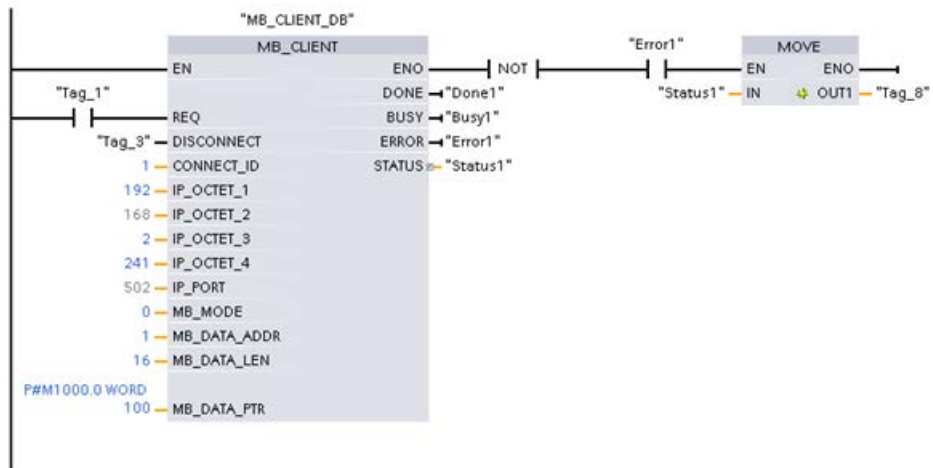 "MB_CLIENT_DB"
MB_CLIENT
EN ENO NOT "Error1" MOVE EN ENO
DONE "Done1" "Status1" IN OUT1 "Tag_8"
"Tag_1" REQ BUSY "Busy1"
"Tag_3" DISCONNECT ERROR "Error1"
1 CONNECT_ID STATUS "Status1"
192 IP_OCTET_1
168 IP_OCTET_2
2 IP_OCTET_3
241 IP_OCTET_4
502 IP_PORT
0 MB_MODE
1 MB_DATA_ADDR
16 MB_DATA_LEN
P#M1000.0 WORD
100 MB_DATA_PTR